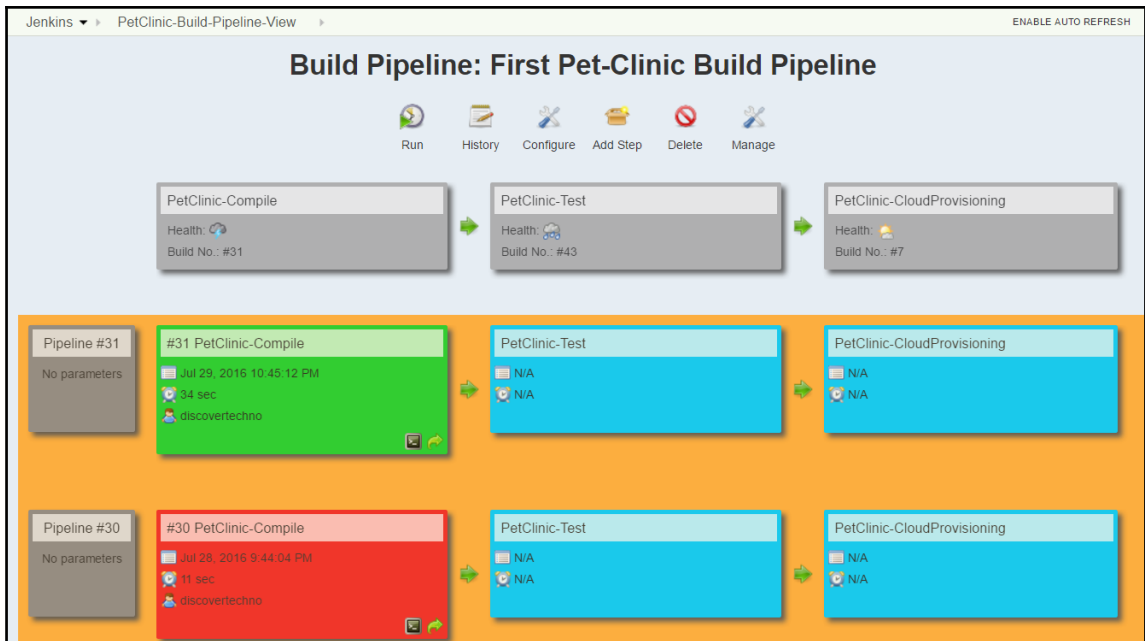 Jenkins PetClinic-Build-Pipeline-View ENABLE AUTO REFRESH
Build Pipeline: First Pet-Clinic Build Pipeline
Run History Configure Add Step Delete Manage
PetClinic-Compile PetClinic-Test PetClinic-CloudProvisioning
Health: Health: Health:
Build No.: #31 Build No.: #43 Build No.: #7
Pipeline #31 #31 PetClinic-Compile PetClinic-Test PetClinic-CloudProvisioning
No parameters Jul 29, 2016 10:45:12 PM N/A N/A
34 sec N/A N/A
discovertechno
Pipeline #30 #30 PetClinic-Compile PetClinic-Test PetClinic-CloudProvisioning
No parameters Jul 28, 2016 9:44:04 PM N/A N/A
11 sec N/A N/A
discovertechno